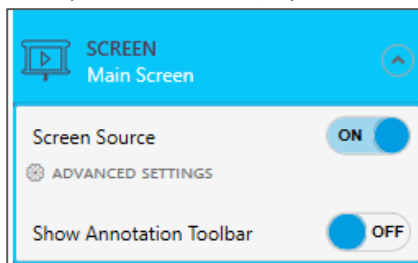 SCREEN
Main Screen
Screen Source ON
ADVANCED SETTINGS
Show Annotation Toolbar OFF